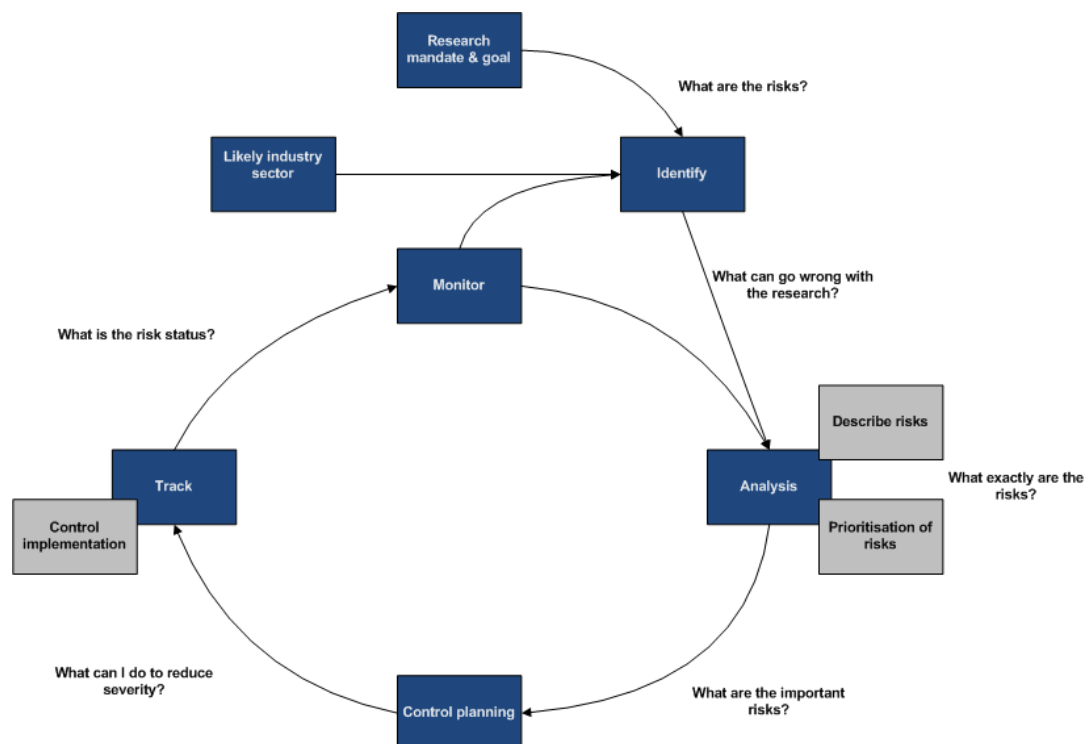 Research
mandate & goal
What are the risks?
Likely industry
sector
Identify
Monitor
What can go wrong with
the research?
What is the risk status?
Describe risks
Track
Analysis
What exactly are the
risks?
Control
implementation
Prioritisation of
risks
What can I do to reduce
severity?
Control planning
What are the important
risks?